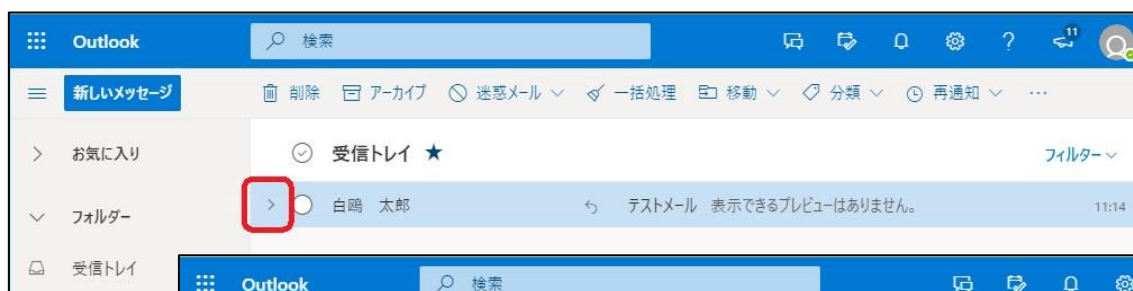 Outlook 検索 ? 11
新しいメッセージ 削除 アーカイブ 迷惑メール 一括処理 移動 分類 再通知 …
お気に入り 受信トレイ ★ フィルター
白鴎 太郎 テストメール 表示できるプレビューはありません。 11:14
フォルダー
受信トレイ
Outlook 検索